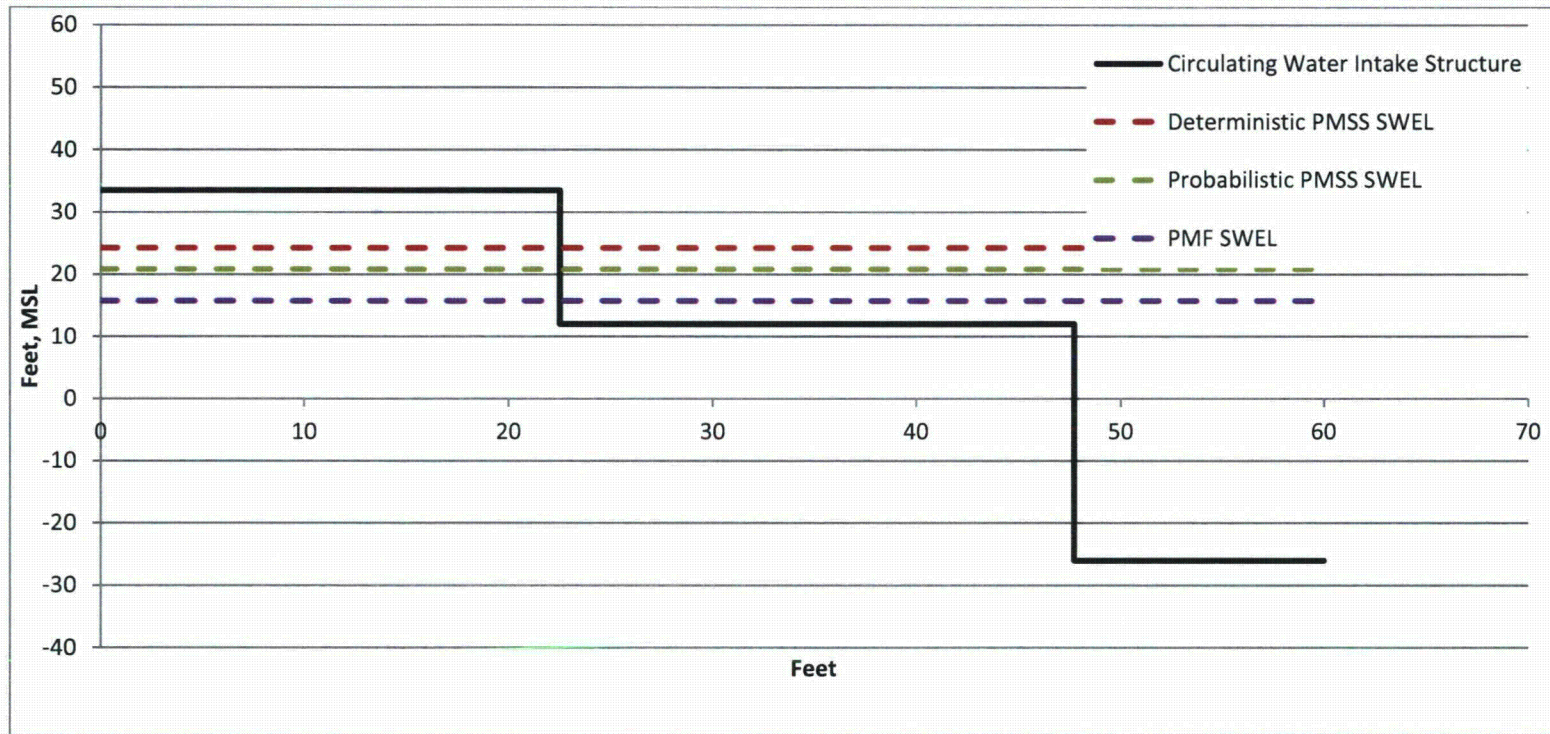 60
50
40
30
20
10
0
-10
-20
-30
-40
Feet, MSL
0 10 20 30 40 50 60 70
Feet
Circulating Water Intake Structure
Deterministic PMSS SWEL
Probabilistic PMSS SWEL
PMF SWEL